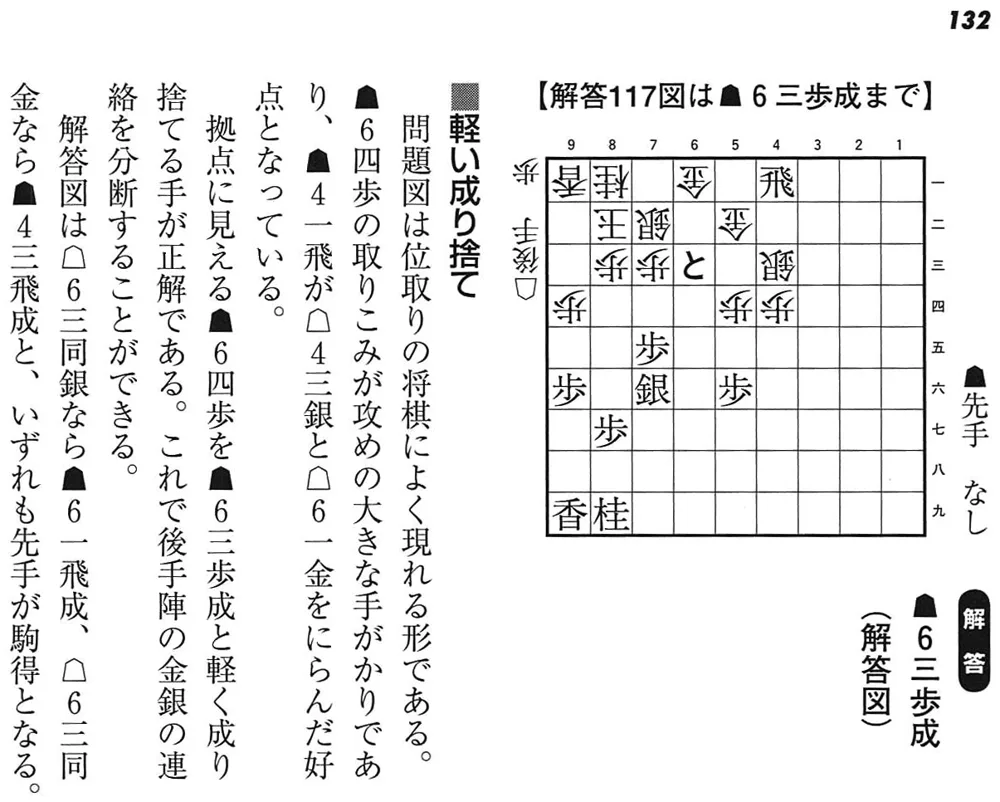 132
解答
☗6三歩成
（解答図）
【解答117図は☗6三歩成まで】
☗先手 なし
9 8 7 6 5 4 3 2 1
香 桂 金 飛 一
王 銀 金 二
歩 歩 と 銀 三
歩 歩 歩 四
歩 五
歩 銀 歩 六
歩 七
八
香 桂 九
☖後手 歩
■軽い成り捨て
問題図は位取りの将棋によく現れる形である。
☗6四歩の取りこみが攻めの大きな手がかりであ
り、☗4一飛が☖4三銀と☖6一金をにらんだ好
点となっている。
拠点に見える☗6四歩を☗6三歩成と軽く成り
捨てる手が正解である。これで後手陣の金銀の連
絡を分断することができる。
解答図は☖6三同銀なら☗6一飛成、☖6三同
金なら☗4三飛成と、いずれも先手が駒得となる。